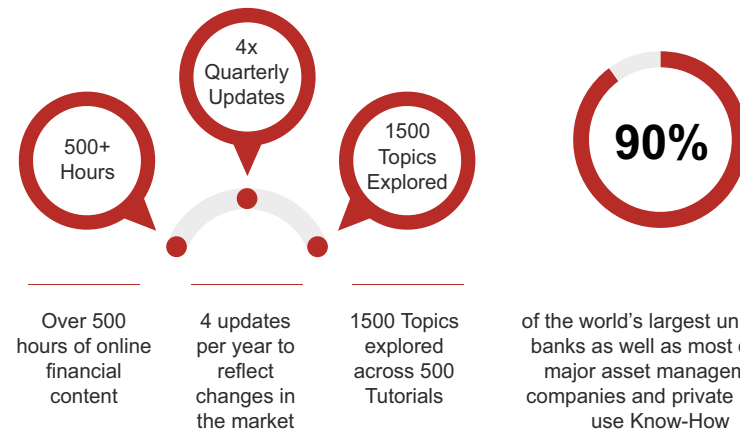 500+
Hours
4x
Quarterly
Updates
1500
Topics
Explored
90%
Over 500
hours of online
financial
content
4 updates
per year to
reflect
changes in
the market
1500 Topics
explored
across 500
Tutorials
of the world's largest
banks as well as most
major asset
companies and private
use Know-How